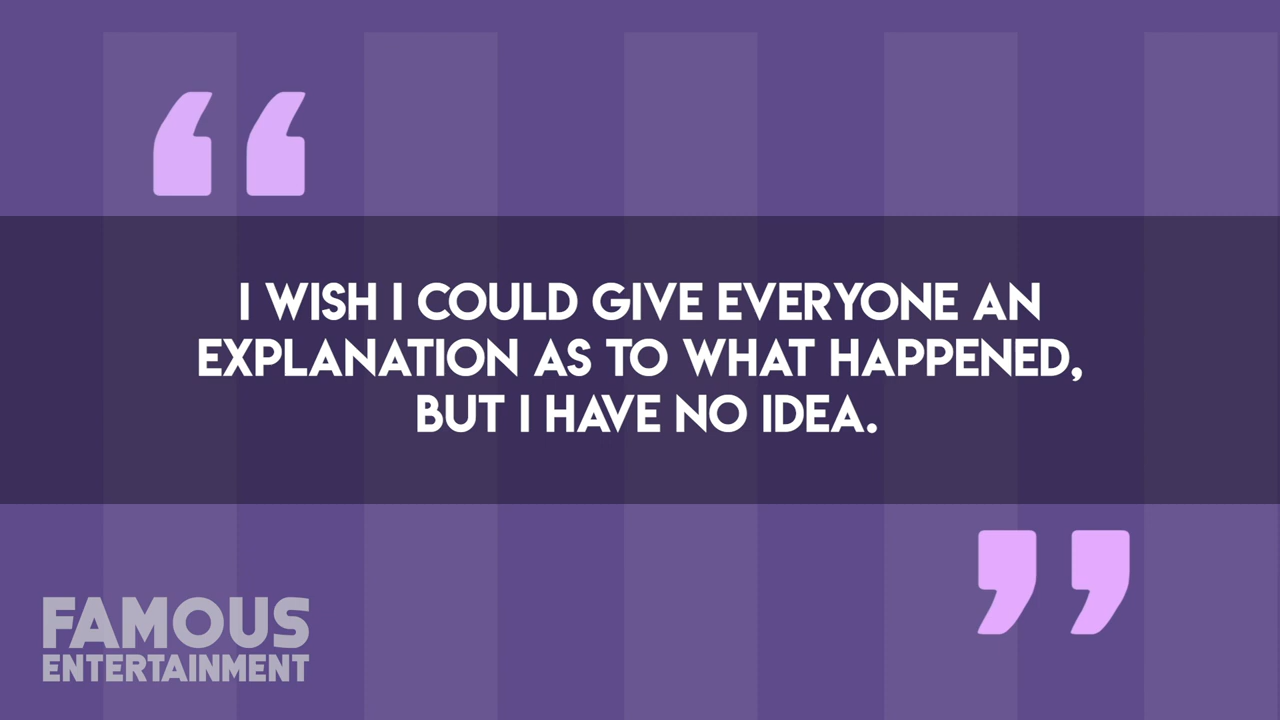 I WISH I COULD GIVE EVERYONE AN
EXPLANATION AS TO WHAT HAPPENED,
BUT I HAVE NO IDEA.
FAMOUS
ENTERTAINMENT